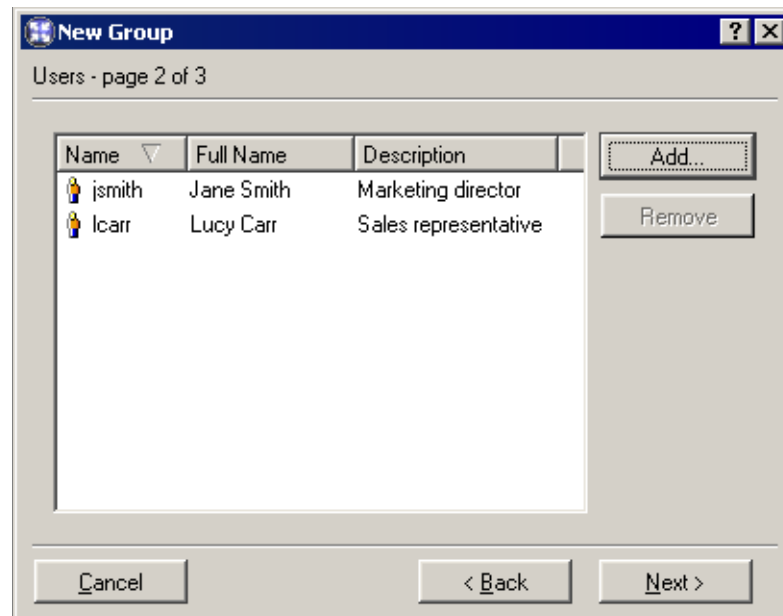 New Group
Users - page 2 of 3
Name Full Name Description
Add...
jsmith Jane Smith Marketing director
lcarr Lucy Carr Sales representative
Remove
Cancel < Back Next >